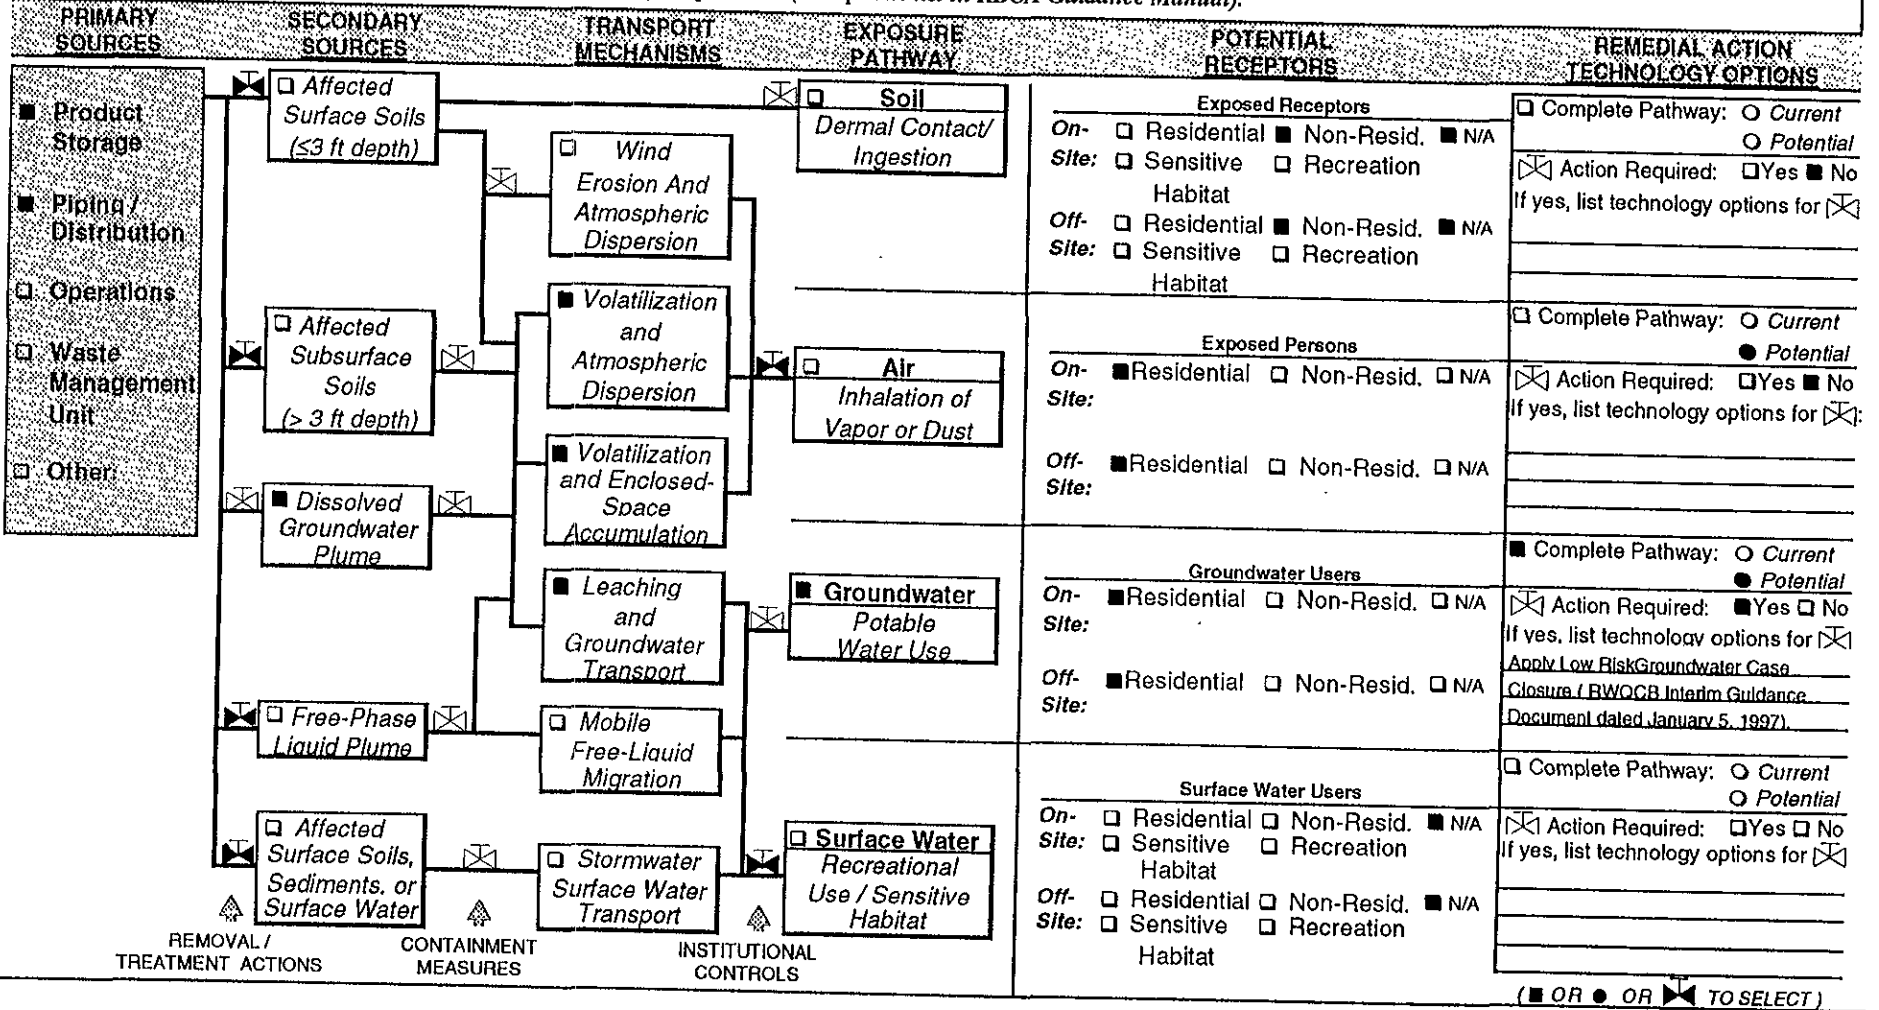 in RBCA Guidance Manual).
PRIMARY
SOURCES
SECONDARY
SOURCES
TRANSPORT
MECHANISMS
EXPOSURE
PATHWAY
POTENTIAL
RECEPTORS
REMEDIAL ACTION
TECHNOLOGY OPTIONS
■ Product
Storage
■ Piping /
Distribution
☐ Operations
☐ Waste
Management
Unit
☐ Other:
☐ Affected
Surface Soils
(≤3 ft depth)
☐ Affected
Subsurface
Soils
(> 3 ft depth)
■ Dissolved
Groundwater
Plume
☐ Free-Phase
Liquid Plume
☐ Affected
Surface Soils,
Sediments, or
Surface Water
☐ Wind
Erosion And
Atmospheric
Dispersion
■ Volatilization
and
Atmospheric
Dispersion
■ Volatilization
and Enclosed-
Space
Accumulation
■ Leaching
and
Groundwater
Transport
☐ Mobile
Free-Liquid
Migration
☐ Stormwater
Surface Water
Transport
☐ Soil
Dermal Contact/
Ingestion
☐ Air
Inhalation of
Vapor or Dust
■ Groundwater
Potable
Water Use
☐ Surface Water
Recreational
Use / Sensitive
Habitat
REMOVAL /
TREATMENT ACTIONS
CONTAINMENT
MEASURES
INSTITUTIONAL
CONTROLS
Exposed Receptors
On- ☐ Residential ■ Non-Resid. ■ N/A
Site: ☐ Sensitive ☐ Recreation
Habitat
Off- ☐ Residential ■ Non-Resid. ■ N/A
Site: ☐ Sensitive ☐ Recreation
Habitat
Exposed Persons
On- ■Residential ☐ Non-Resid. ☐ N/A
Site:
Off- ■Residential ☐ Non-Resid. ☐ N/A
Site:
Groundwater Users
On- ■Residential ☐ Non-Resid. ☐ N/A
Site:
Off- ■Residential ☐ Non-Resid. ☐ N/A
Site:
Surface Water Users
On- ☐ Residential ☐ Non-Resid. ■ N/A
Site: ☐ Sensitive ☐ Recreation
Habitat
Off- ☐ Residential ☐ Non-Resid. ■ N/A
Site: ☐ Sensitive ☐ Recreation
Habitat
☐ Complete Pathway: ○ Current
○ Potential
Action Required: ☐Yes ■ No
If yes, list technology options for
☐ Complete Pathway: ○ Current
● Potential
Action Required: ☐Yes ■ No
If yes, list technology options for :
■ Complete Pathway: ○ Current
● Potential
Action Required: ■Yes ☐ No
If yes, list technology options for
Apply Low RiskGroundwater Case
Closure ( RWQCB Interim Guidance
Document dated January 5, 1997).
☐ Complete Pathway: ○ Current
○ Potential
Action Required: ☐Yes ☐ No
If yes, list technology options for
( ■ OR ● OR TO SELECT )